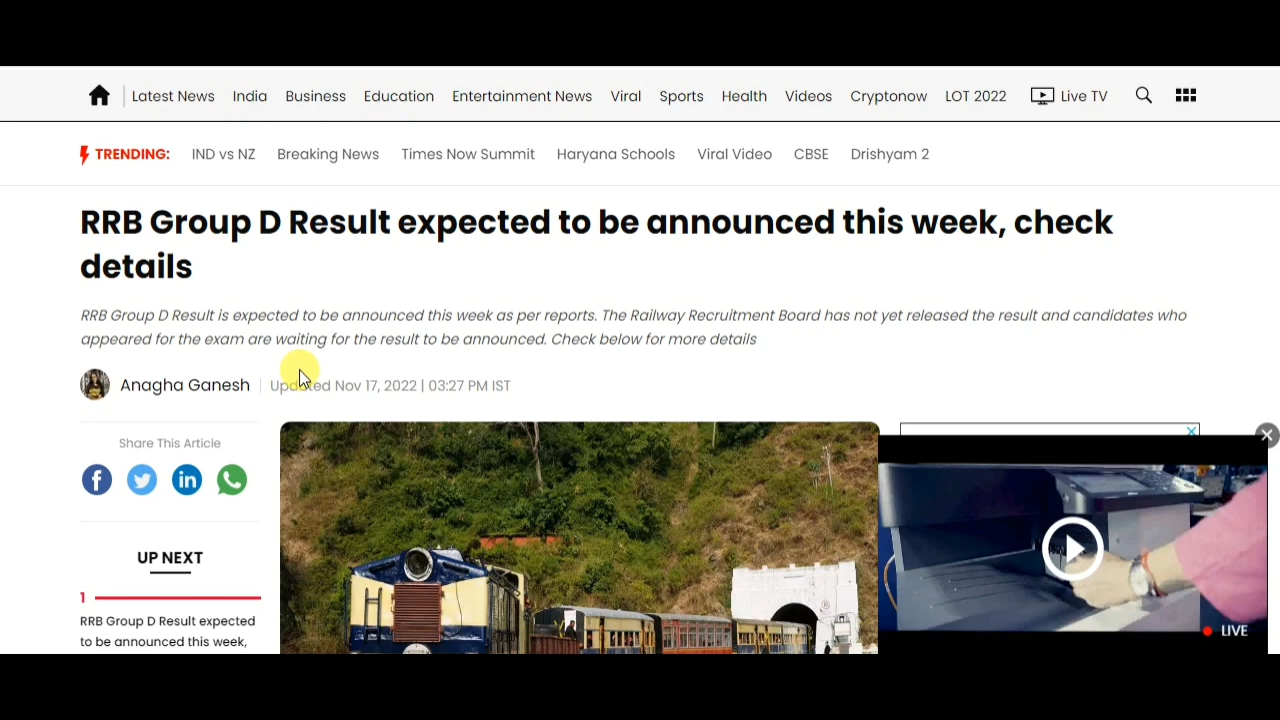 Latest News India Business Education Entertainment News Viral Sports Health Videos Cryptonow LOT 2022 Live TV
TRENDING: IND vs NZ Breaking News Times Now Summit Haryana Schools Viral Video CBSE Drishyam 2
RRB Group D Result expected to be announced this week, check
details
RRB Group D Result is expected to be announced this week as per reports. The Railway Recruitment Board has not yet released the result and candidates who
appeared for the exam are waiting for the result to be announced. Check below for more details
Anagha Ganesh Updated Nov 17, 2022 | 03:27 PM IST
Share This Article
UP NEXT
1
RRB Group D Result expected
to be announced this week,
LIVE